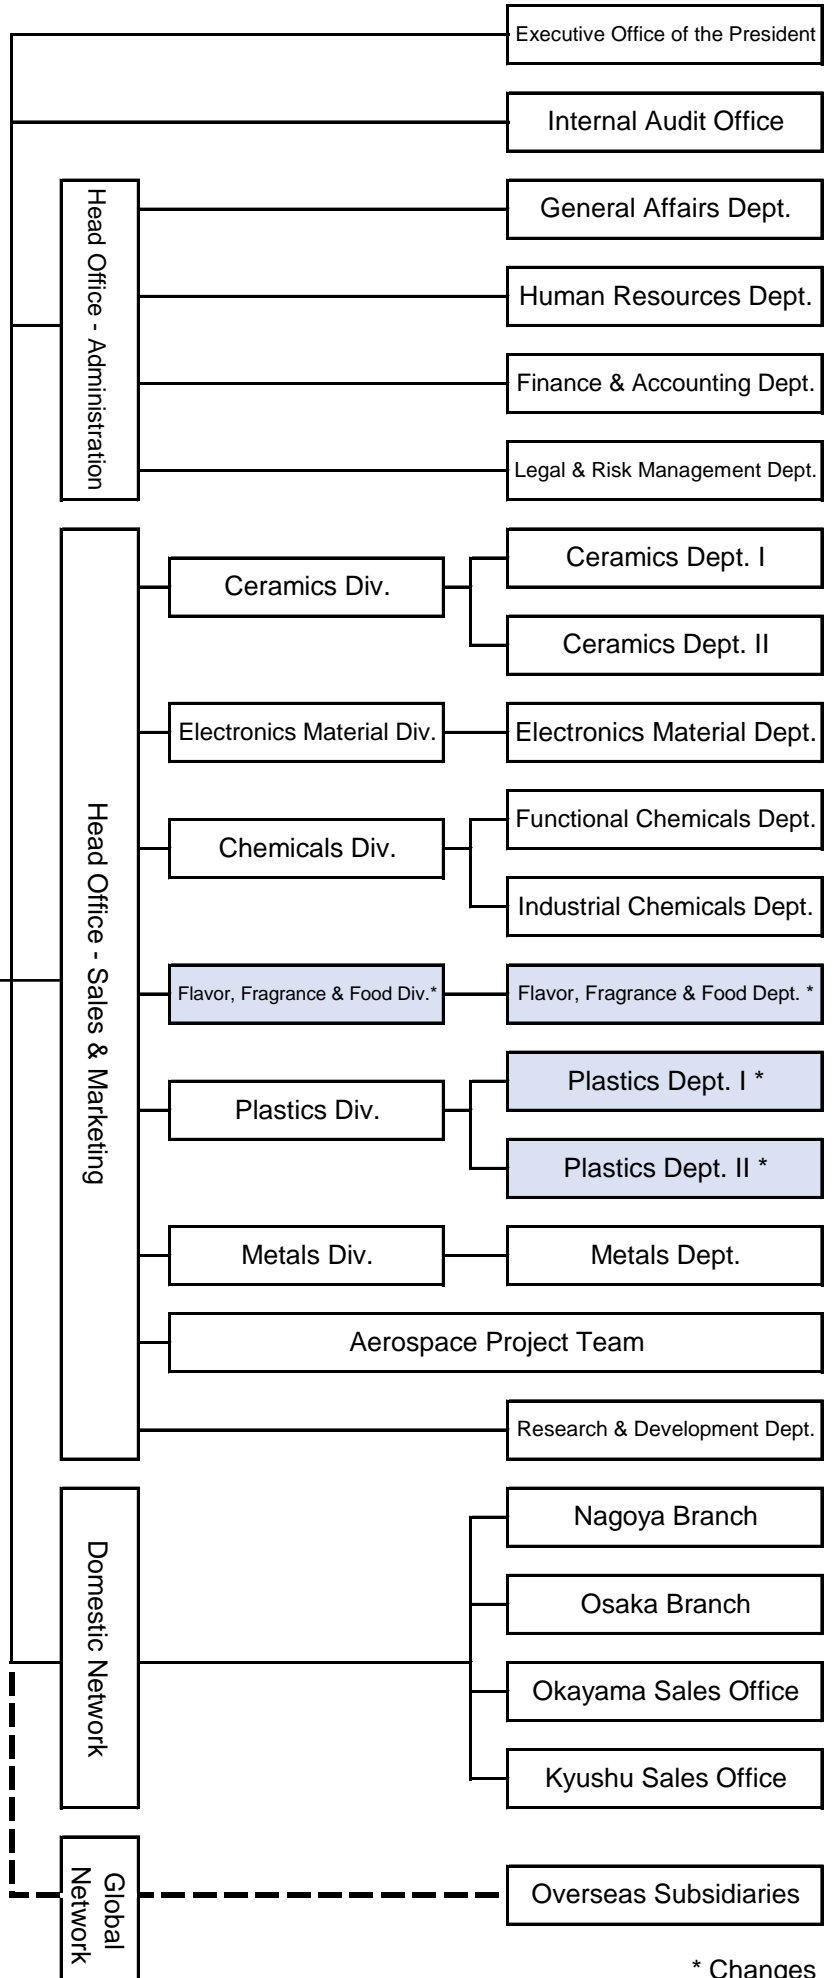 Executive Office of the President
Internal Audit Office
Head Office - Administration
General Affairs Dept.
Human Resources Dept.
Finance & Accounting Dept.
Legal & Risk Management Dept.
Head Office - Sales & Marketing
Ceramics Div.
Ceramics Dept. I
Ceramics Dept. II
Electronics Material Div.
Electronics Material Dept.
Chemicals Div.
Functional Chemicals Dept.
Industrial Chemicals Dept.
Flavor, Fragrance & Food Div.*
Flavor, Fragrance & Food Dept. *
Plastics Div.
Plastics Dept. I *
Plastics Dept. II *
Metals Div.
Metals Dept.
Aerospace Project Team
Research & Development Dept.
Domestic Network
Nagoya Branch
Osaka Branch
Okayama Sales Office
Kyushu Sales Office
Global
Network
Overseas Subsidiaries
* Changes